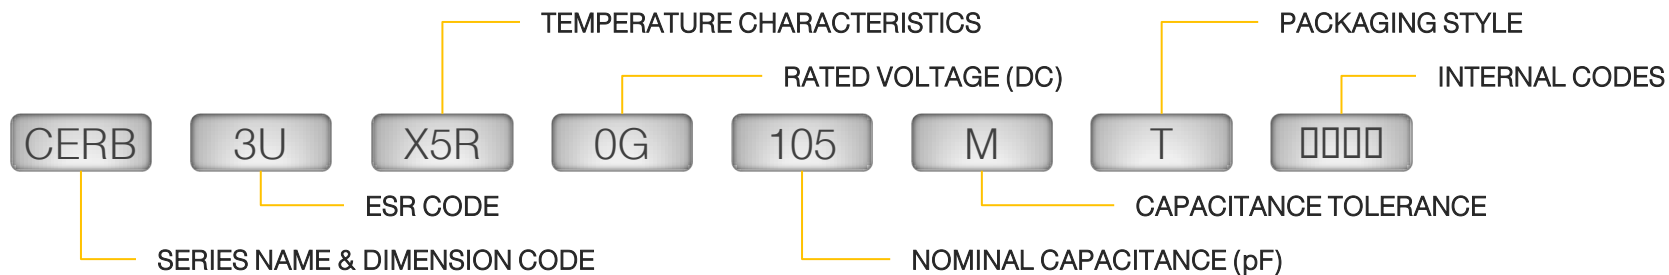 TEMPERATURE CHARACTERISTICS PACKAGING STYLE
RATED VOLTAGE (DC) INTERNAL CODES
CERB 3U X5R 0G 105 M T ▯▯▯▯
ESR CODE CAPACITANCE TOLERANCE
SERIES NAME & DIMENSION CODE NOMINAL CAPACITANCE (pF)